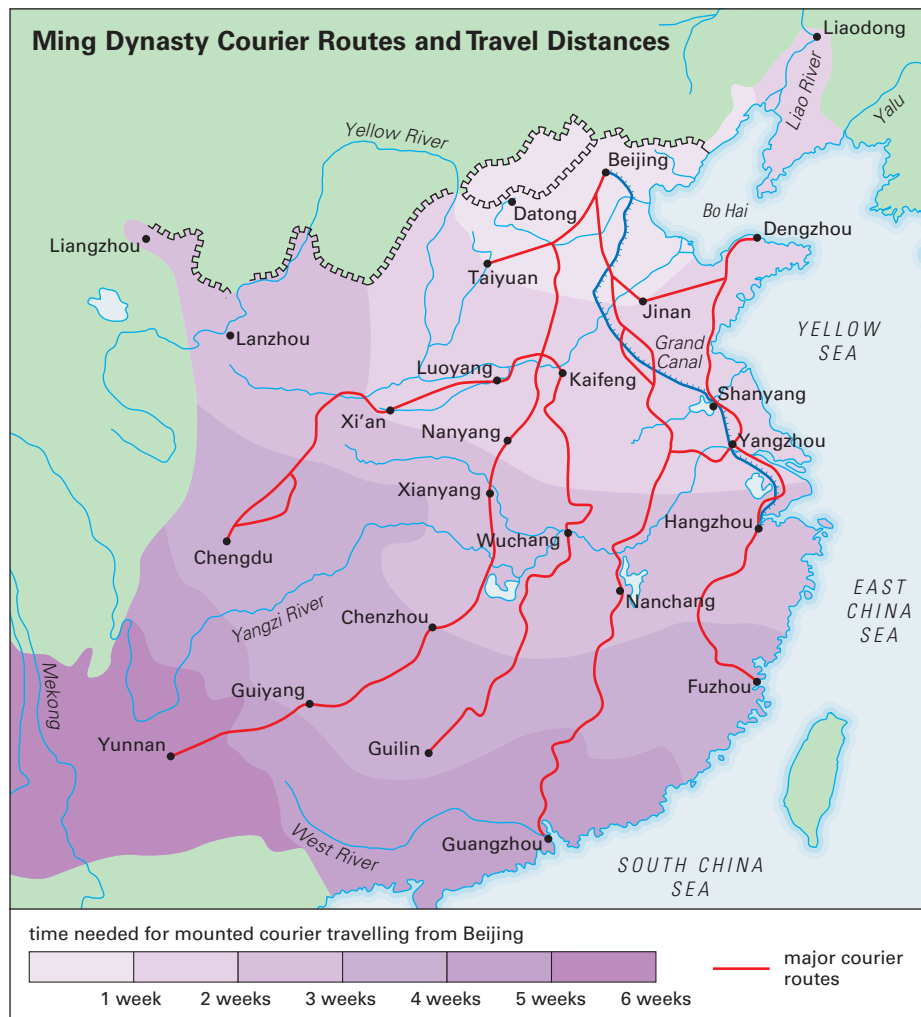 Ming Dynasty Courier Routes and Travel Distances
Liaodong
Liao River
Yalu
Yellow River
Beijing
Datong
Bo Hai
Dengzhou
Liangzhou
Taiyuan
Jinan
Lanzhou
YELLOW
SEA
Grand
Canal
Luoyang
Kaifeng
Shanyang
Xi'an
Nanyang
Yangzhou
Xianyang
Hangzhou
Wuchang
Chengdu
EAST
CHINA
SEA
Nanchang
Chenzhou
Yangzi River
Mekong
Fuzhou
Guiyang
Yunnan
Guilin
West River
Guangzhou
SOUTH CHINA
SEA
time needed for mounted courier travelling from Beijing
1 week
2 weeks
3 weeks
4 weeks
5 weeks
6 weeks
major courier
routes